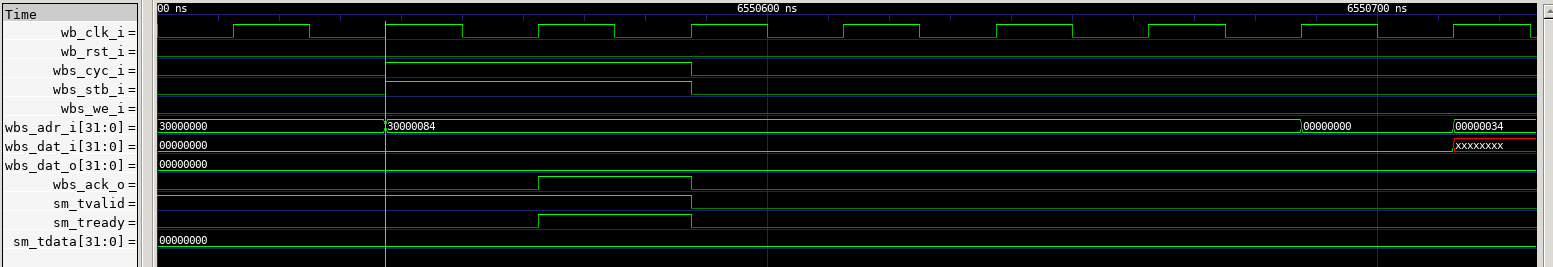 Time
00 ns 6550600 ns 6550700 ns
wb_clk_i=
wb_rst_i=
wbs_cyc_i=
wbs_stb_i=
wbs_we_i=
wbs_adr_i[31:0]= 30000000 30000084 00000000 00000034
wbs_dat_i[31:0]= 00000000 xxxxxxxx
wbs_dat_o[31:0]= 00000000
wbs_ack_o=
sm_tvalid=
sm_tready=
sm_tdata[31:0]= 00000000